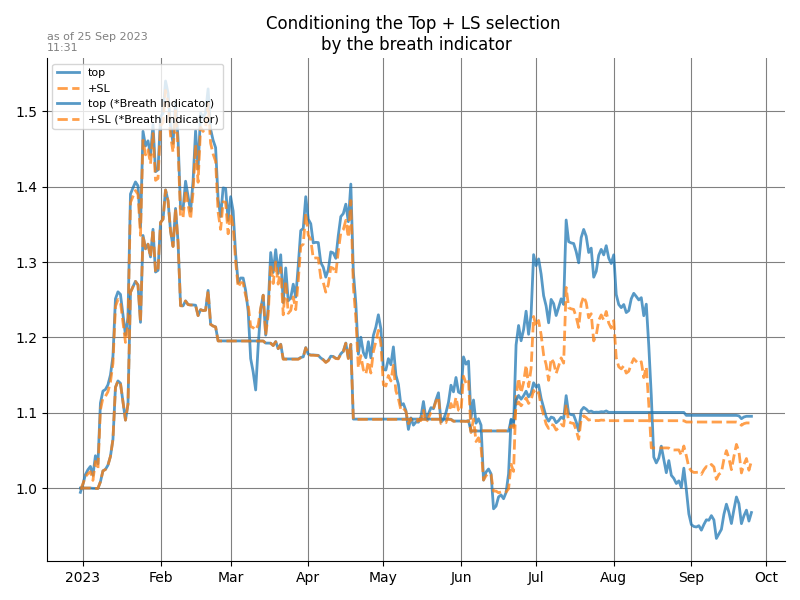 Conditioning the Top + LS selection
by the breath indicator
as of 25 Sep 2023
11:31
top
+SL
top (*Breath Indicator)
+SL (*Breath Indicator)
1.5
1.4
1.3
1.2
1.1
1.0
2023 Feb Mar Apr May Jun Jul Aug Sep Oct